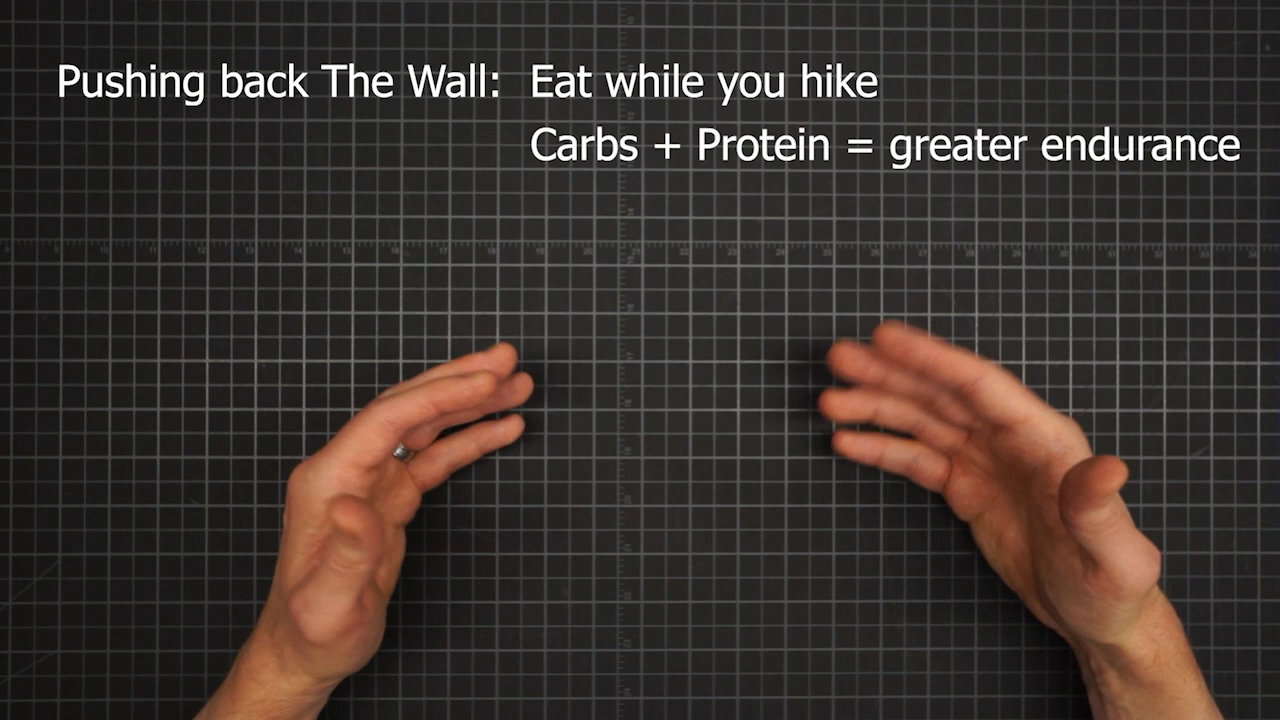 Pushing back The Wall: Eat while you hike
Carbs + Protein = greater endurance